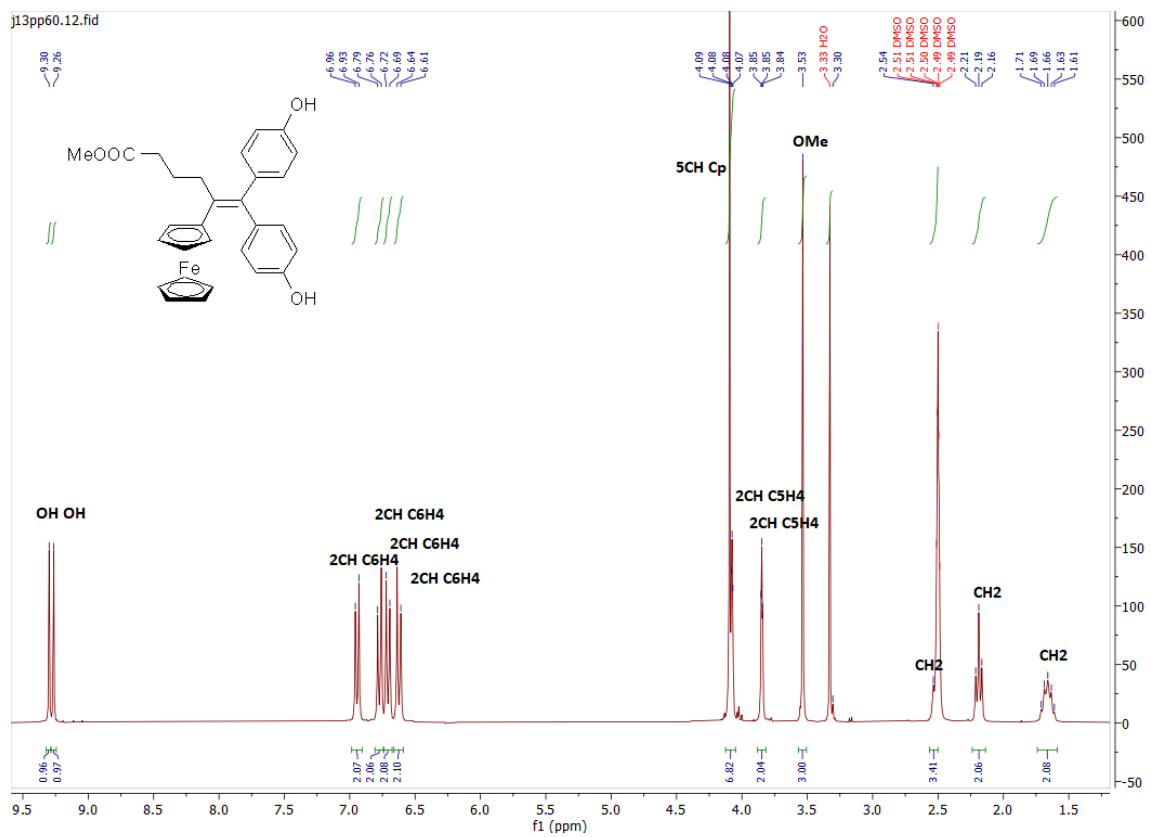 j13pp60.12.fid
9.30
9.26
6.96
6.93
6.79
6.76
6.72
6.69
6.64
6.61
4.09
4.08
4.08
4.07
3.85
3.85
3.84
3.53
3.33 H2O
3.30
2.54
2.51 DMSO
2.51 DMSO
2.50 DMSO
2.49 DMSO
2.49 DMSO
2.21
2.19
2.16
1.71
1.69
1.66
1.63
1.61
OH
MeOOC
Fe
OH
5CH Cp
OMe
OH OH
2CH C6H4
2CH C6H4
2CH C6H4
2CH C6H4
2CH C5H4
2CH C5H4
CH2
CH2
CH2
600
550
500
450
400
350
300
250
200
150
100
50
0
-50
0.96
0.97
2.07
2.06
2.08
2.10
6.82
2.04
3.00
3.41
2.06
2.08
9.5 9.0 8.5 8.0 7.5 7.0 6.5 6.0 5.5 5.0 4.5 4.0 3.5 3.0 2.5 2.0 1.5
f1 (ppm)